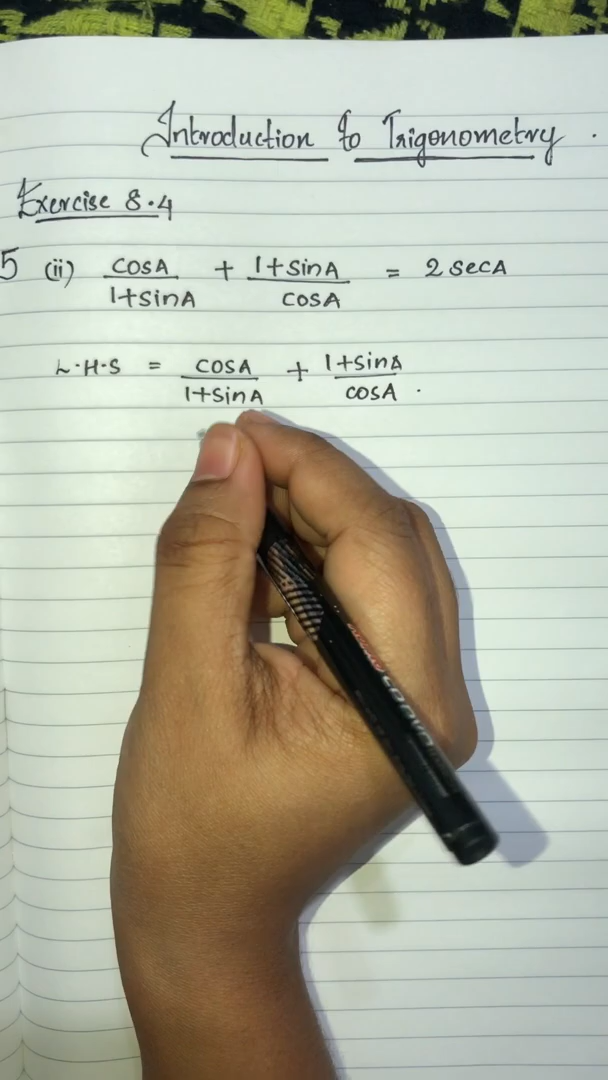 Introduction to Trigonometry.
Exercise 8.4
5 (ii) cosA/1+sinA + 1+sinA/cosA = 2 secA
L.H.S = cosA/1+sinA + 1+sinA/cosA.